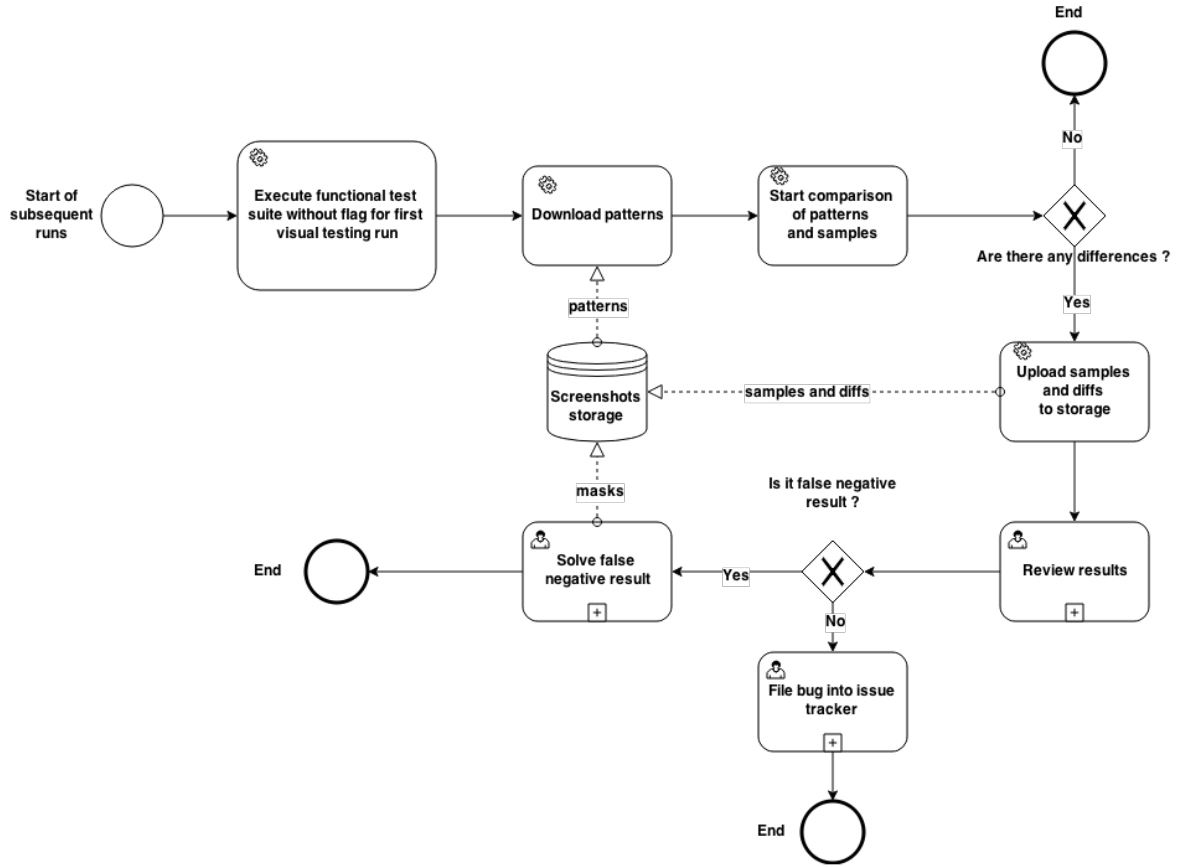 End
No
Start of
subsequent
runs
Execute functional test
suite without flag for first
visual testing run
Download patterns
Start comparison
of patterns
and samples
Are there any differences ?
Yes
patterns
Screenshots
storage
samples and diffs
Upload samples
and diffs
to storage
masks
Is it false negative
result ?
End
Solve false
negative result
Yes
Review results
No
File bug into issue
tracker
End